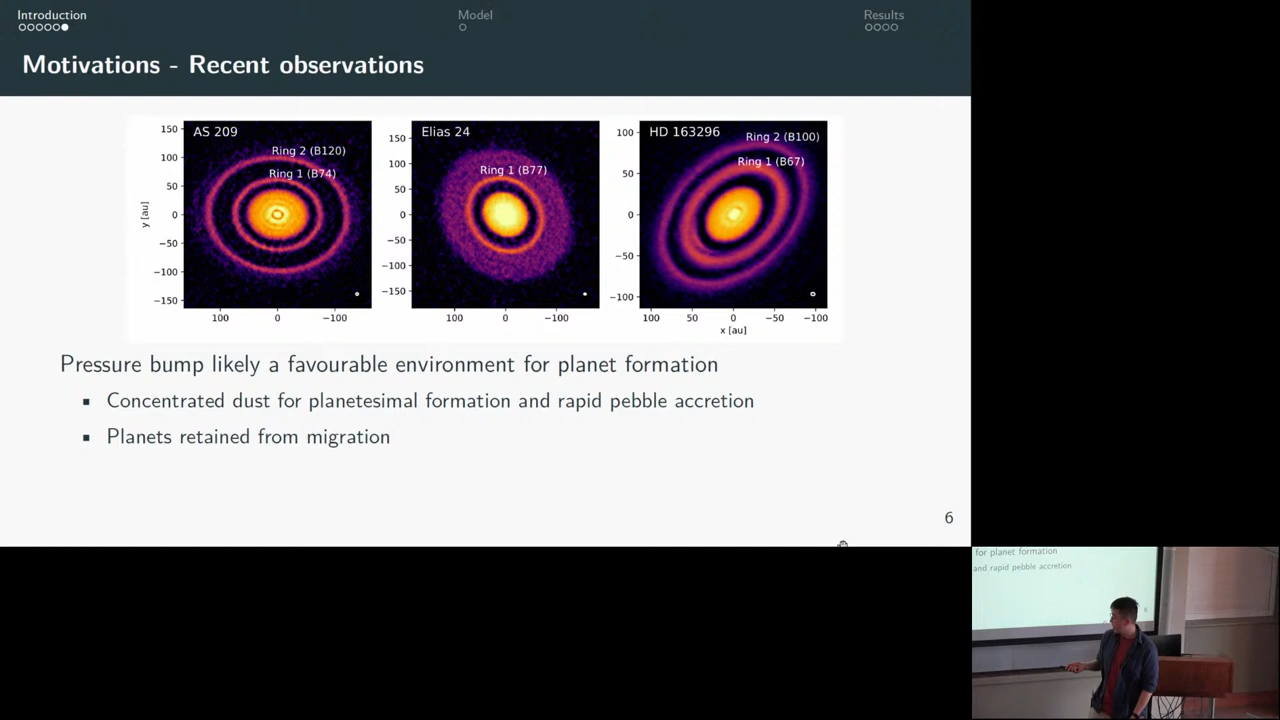 Introduction
Model
Results
Motivations - Recent observations
AS 209
Ring 2 (B120)
Ring 1 (B74)
150
100
50
0
−50
−100
−150
y [au]
100
0
−100
Elias 24
Ring 1 (B77)
150
100
50
0
−50
−100
−150
100
0
−100
HD 163296
Ring 2 (B100)
Ring 1 (B67)
100
50
0
−50
−100
100
50
0
−50
−100
x [au]
Pressure bump likely a favourable environment for planet formation
▪ Concentrated dust for planetesimal formation and rapid pebble accretion
▪ Planets retained from migration
6
for planet formation
and rapid pebble accretion